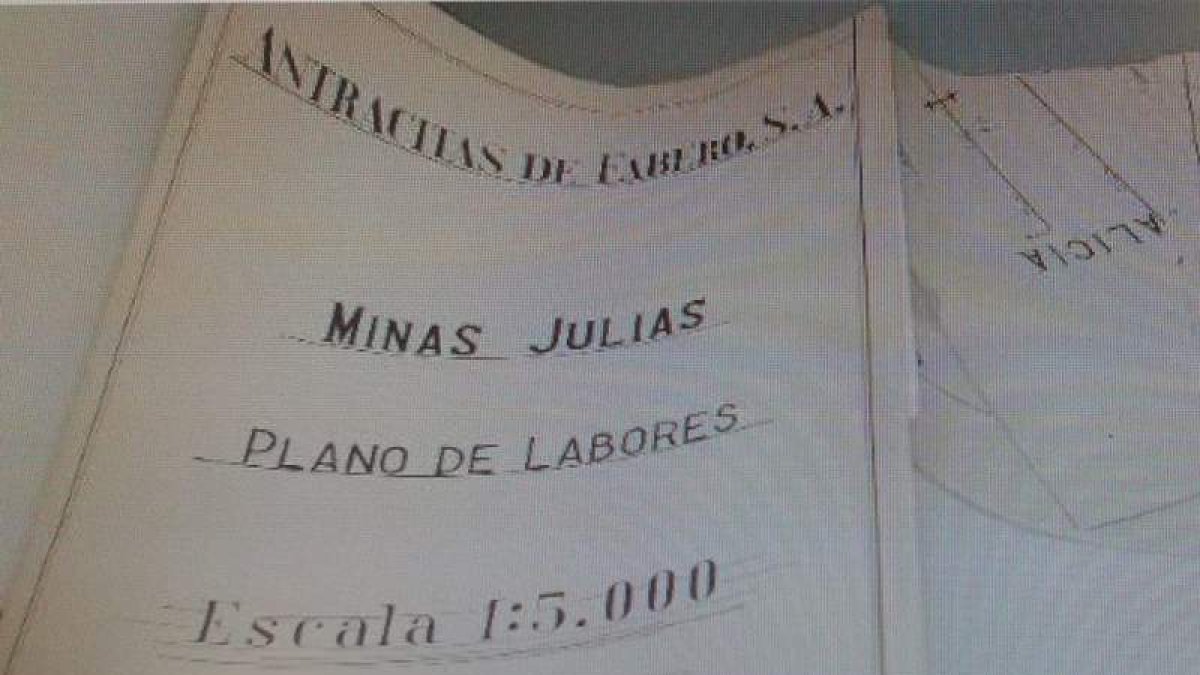 ANTRACITAS DE FABERO, S. A.
MINAS JULIAS
PLANO DE LABORES
Escala 1:5.000
ALICIA